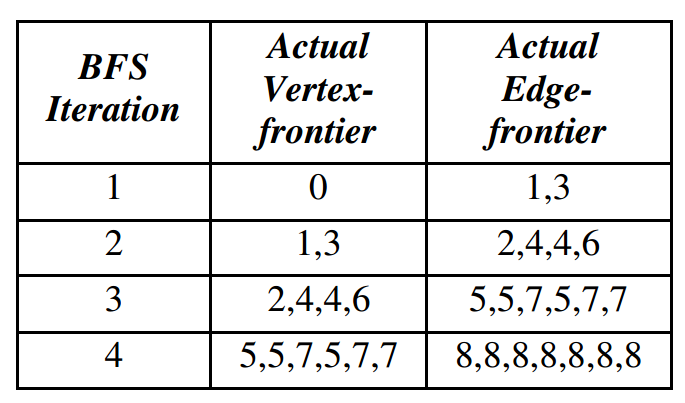 BFS
Iteration
Actual
Vertex-
frontier
Actual
Edge-
frontier
1 0 1,3
2 1,3 2,4,4,6
3 2,4,4,6 5,5,7,5,7,7
4 5,5,7,5,7,7 8,8,8,8,8,8,8